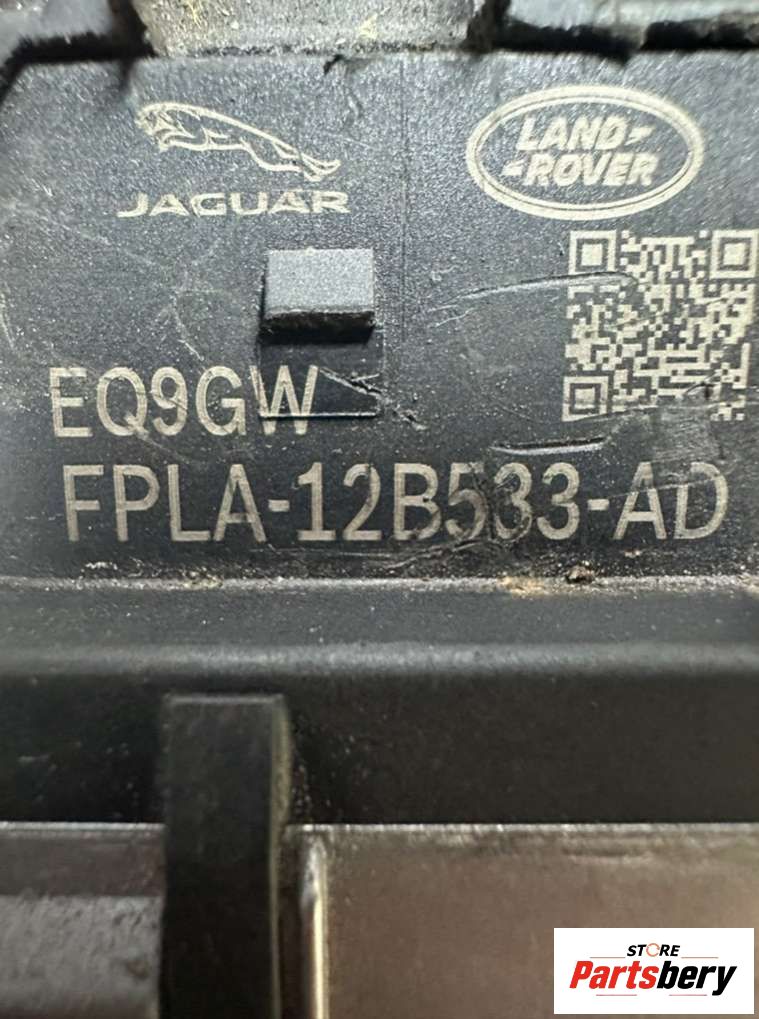 JAGUAR
LAND-
-ROVER
EQ9GW
FPLA-12B533-AD
STORE
Partsbery